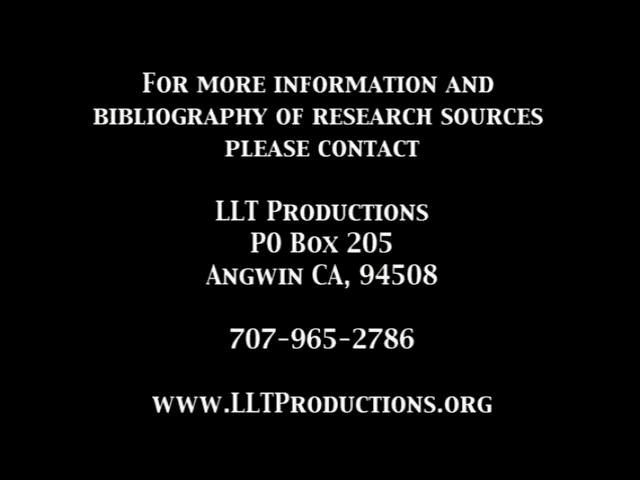 For more information and
bibliography of research sources
please contact
LLT Productions
PO Box 205
Angwin CA, 94508
707-965-2786
www.LLTProductions.org